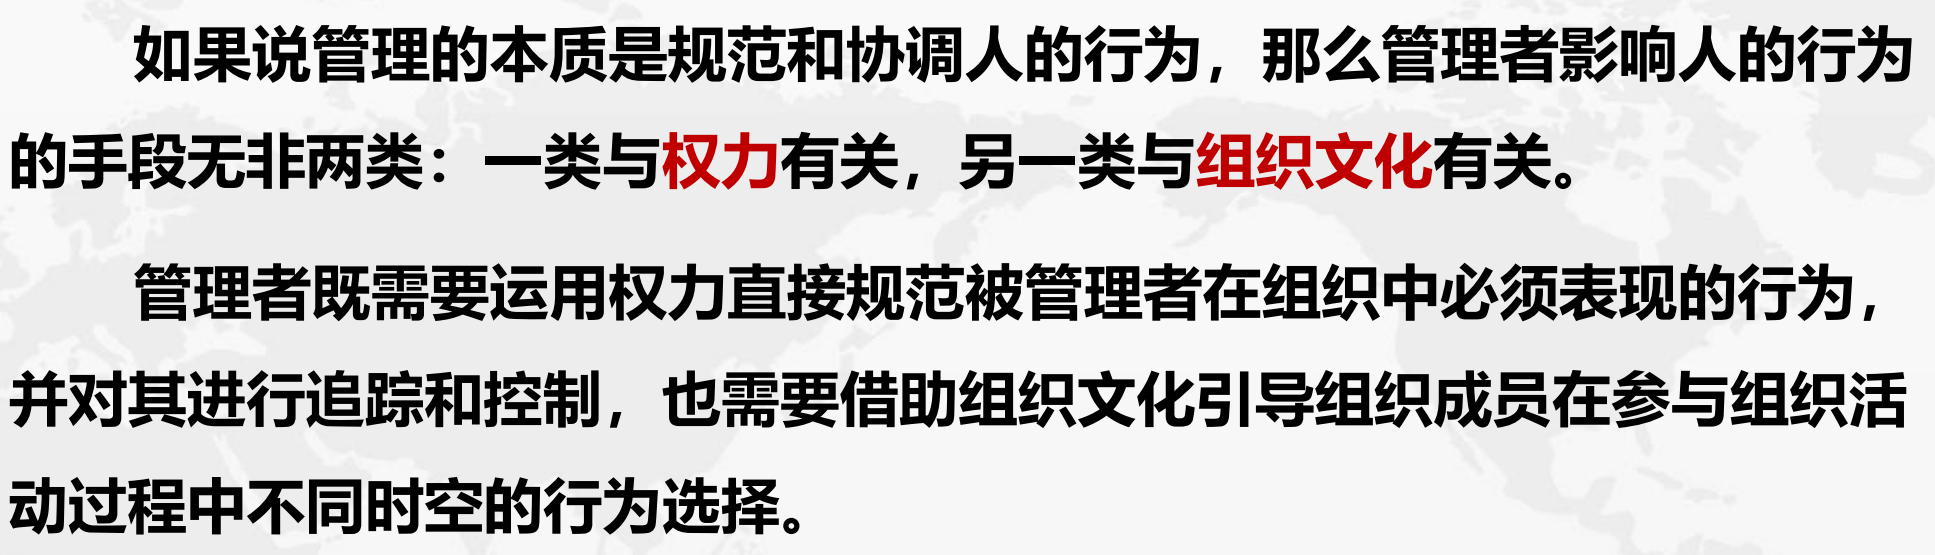 如果说管理的本质是规范和协调人的行为，那么管理者影响人的行为
的手段无非两类：一类与权力有关，另一类与组织文化有关。
管理者既需要运用权力直接规范被管理者在组织中必须表现的行为，
并对其进行追踪和控制，也需要借助组织文化引导组织成员在参与组织活
动过程中不同时空的行为选择。